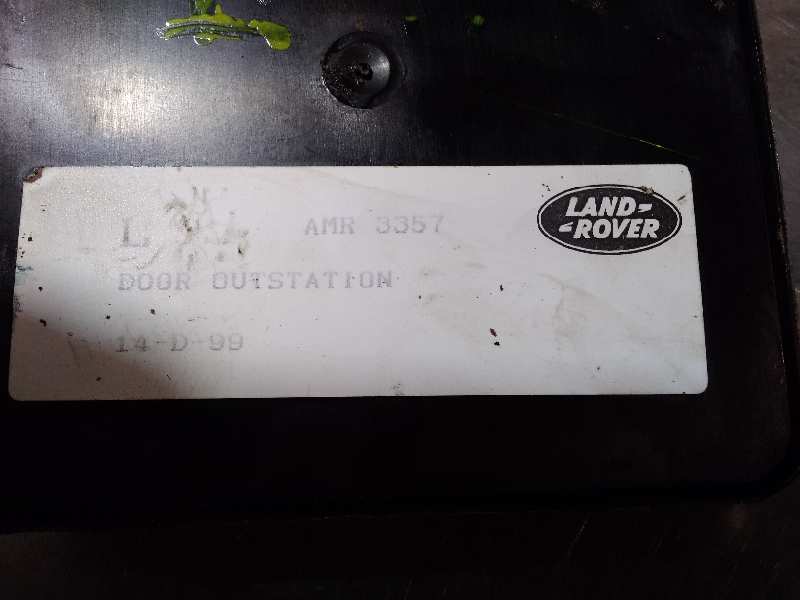 L AMR 3357
LAND-
-ROVER
DOOR OUTSTATION
14-D-99